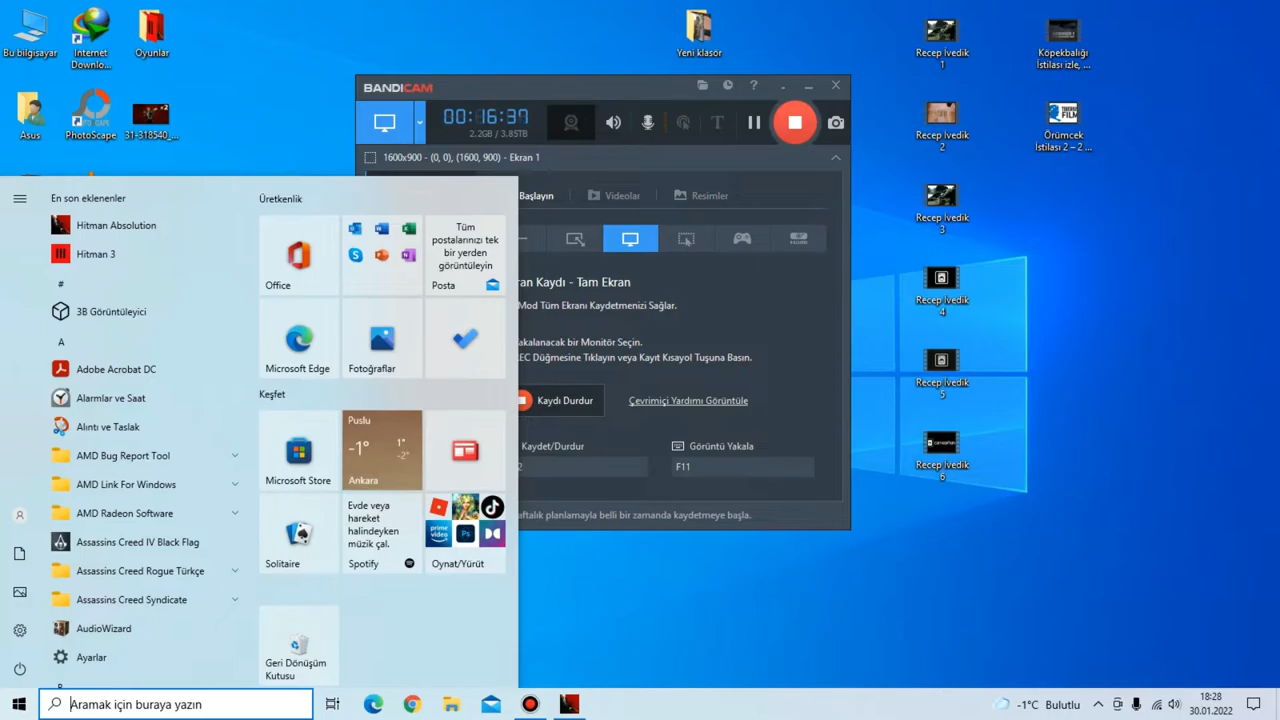 Bu bilgisayar
Internet
Downlo...
Oyunlar
Asus
PhotoScape
31-318540_...
Yeni klasör
Recep İvedik
1
Recep İvedik
2
Recep İvedik
3
Recep İvedik
4
Recep İvedik
5
Recep İvedik
6
Köpekbalığı
İstilası izle, ...
Örümcek
İstilası 2 – 2 ...
BANDICAM
00:16:37
2.2GB / 3.85TB
1600x900 - (0, 0), (1600, 900) - Ekran 1
Başlayın
Videolar
Resimler
ran Kaydı - Tam Ekran
Mod Tüm Ekranı Kaydetmenizi Sağlar.
akalanacak bir Monitör Seçin.
EC Düğmesine Tıklayın veya Kayıt Kısayol Tuşuna Basın.
Kaydı Durdur
Çevrimiçi Yardımı Görüntüle
Kaydet/Durdur
Görüntü Yakala
2
F11
aftalık planlamayla belli bir zamanda kaydetmeye başla.
En son eklenenler
Hitman Absolution
Hitman 3
#
3B Görüntüleyici
A
Adobe Acrobat DC
Alarmlar ve Saat
Alıntı ve Taslak
AMD Bug Report Tool
AMD Link For Windows
AMD Radeon Software
Assassins Creed IV Black Flag
Assassins Creed Rogue Türkçe
Assassins Creed Syndicate
AudioWizard
Ayarlar
Üretkenlik
Office
Tüm
postalarınızı tek
bir yerden
görüntüleyin
Posta
Microsoft Edge
Fotoğraflar
Keşfet
Microsoft Store
Puslu
-1°
1°
-2°
Ankara
Solitaire
Evde veya
hareket
halindeyken
müzik çal.
Spotify
prime
video
Ps
Oynat/Yürüt
Geri Dönüşüm
Kutusu
Aramak için buraya yazın
-1°C Bulutlu
18:28
30.01.2022